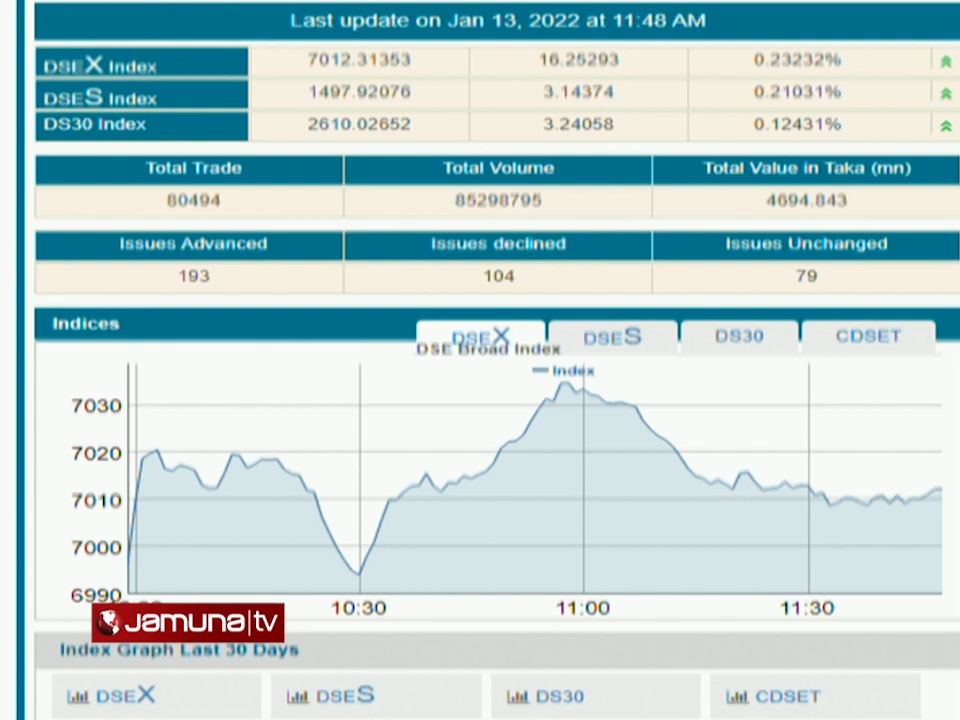 Last update on Jan 13, 2022 at 11:48 AM
DSEX Index 7012.31353 16.25293 0.23232%
DSES Index 1497.92076 3.14374 0.21031%
DS30 Index 2610.02652 3.24058 0.12431%
Total Trade Total Volume Total Value in Taka (mn)
80494 85298795 4694.843
Issues Advanced Issues declined Issues Unchanged
193 104 79
Indices
DSEX DSES DS30 CDSET
DSE Broad Index
Index
7030
7020
7010
7000
6990
10:30 11:00 11:30
Jamuna|tv
Index Graph Last 30 Days
DSEX DSES DS30 CDSET